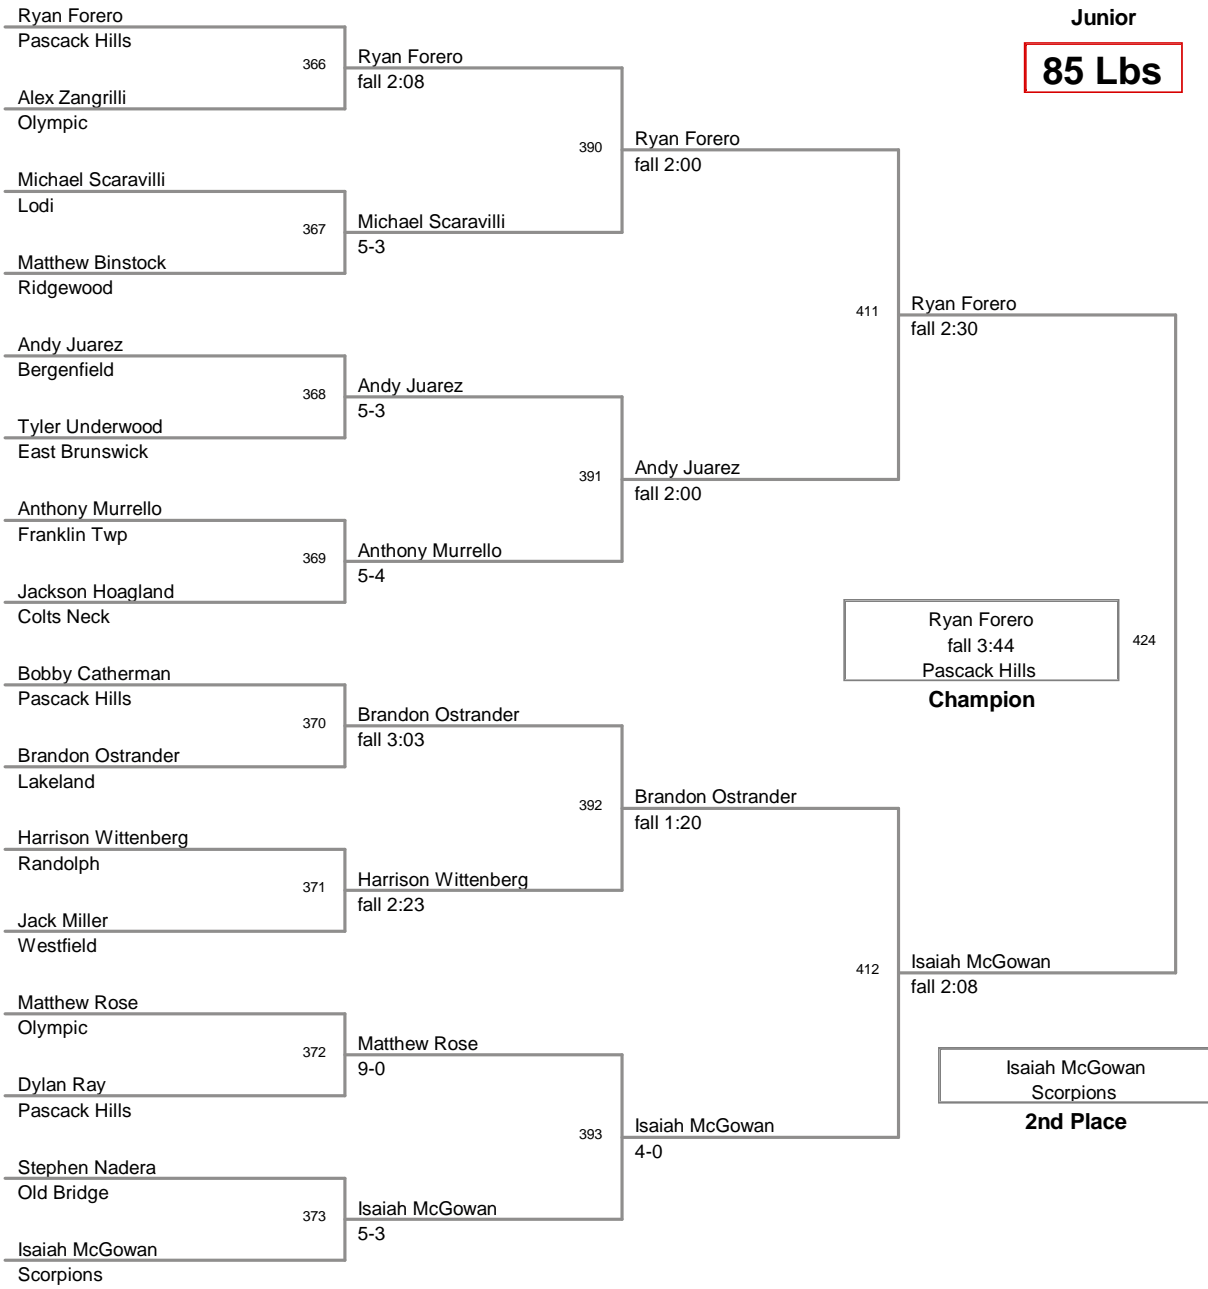 Junior
85 Lbs
Ryan Forero
Pascack Hills
366
Alex Zangrilli
Olympic
Michael Scaravilli
Lodi
367
Matthew Binstock
Ridgewood
Andy Juarez
Bergenfield
368
Tyler Underwood
East Brunswick
Anthony Murrello
Franklin Twp
369
Jackson Hoagland
Colts Neck
Bobby Catherman
Pascack Hills
370
Brandon Ostrander
Lakeland
Harrison Wittenberg
Randolph
371
Jack Miller
Westfield
Matthew Rose
Olympic
372
Dylan Ray
Pascack Hills
Stephen Nadera
Old Bridge
373
Isaiah McGowan
Scorpions
Ryan Forero
fall 2:08
390
Michael Scaravilli
5-3
Andy Juarez
5-3
391
Anthony Murrello
5-4
Brandon Ostrander
fall 3:03
392
Harrison Wittenberg
fall 2:23
Matthew Rose
9-0
393
Isaiah McGowan
5-3
Ryan Forero
fall 2:00
411
Andy Juarez
fall 2:00
Brandon Ostrander
fall 1:20
412
Isaiah McGowan
4-0
Ryan Forero
fall 2:30
424
Isaiah McGowan
fall 2:08
Ryan Forero
fall 3:44
Pascack Hills
Champion
Isaiah McGowan
Scorpions
2nd Place